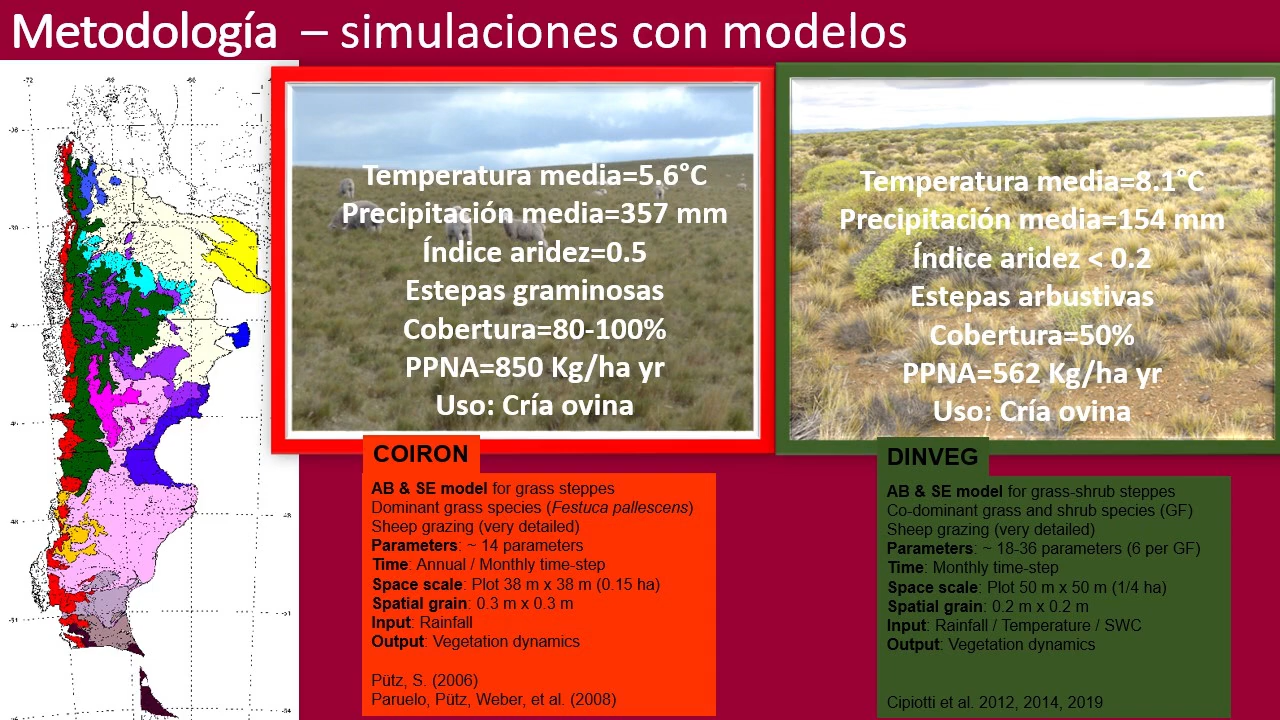 Metodología – simulaciones con modelos
Temperatura media=5.6°C
Precipitación media=357 mm
Índice aridez=0.5
Estepas graminosas
Cobertura=80-100%
PPNA=850 Kg/ha yr
Uso: Cría ovina
Temperatura media=8.1°C
Precipitación media=154 mm
Índice aridez < 0.2
Estepas arbustivas
Cobertura=50%
PPNA=562 Kg/ha yr
Uso: Cría ovina
COIRON
AB & SE model for grass steppes
Dominant grass species (Festuca pallescens)
Sheep grazing (very detailed)
Parameters: ~ 14 parameters
Time: Annual / Monthly time-step
Space scale: Plot 38 m x 38 m (0.15 ha)
Spatial grain: 0.3 m x 0.3 m
Input: Rainfall
Output: Vegetation dynamics
Pütz, S. (2006)
Paruelo, Pütz, Weber, et al. (2008)
DINVEG
AB & SE model for grass-shrub steppes
Co-dominant grass and shrub species (GF)
Sheep grazing (very detailed)
Parameters: ~ 18-36 parameters (6 per GF)
Time: Monthly time-step
Space scale: Plot 50 m x 50 m (1/4 ha)
Spatial grain: 0.2 m x 0.2 m
Input: Rainfall / Temperature / SWC
Output: Vegetation dynamics
Cipiotti et al. 2012, 2014, 2019